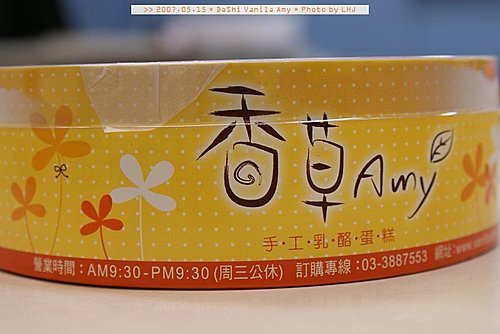 >> 2007.05.15 * DaShi Vanila Amy * Photo by LHJ
香草Amy
手·工·乳·酪·蛋·糕
營業時間：AM9:30-PM9:30 (周三公休) 訂購專線：03-3887553 網址：www.van